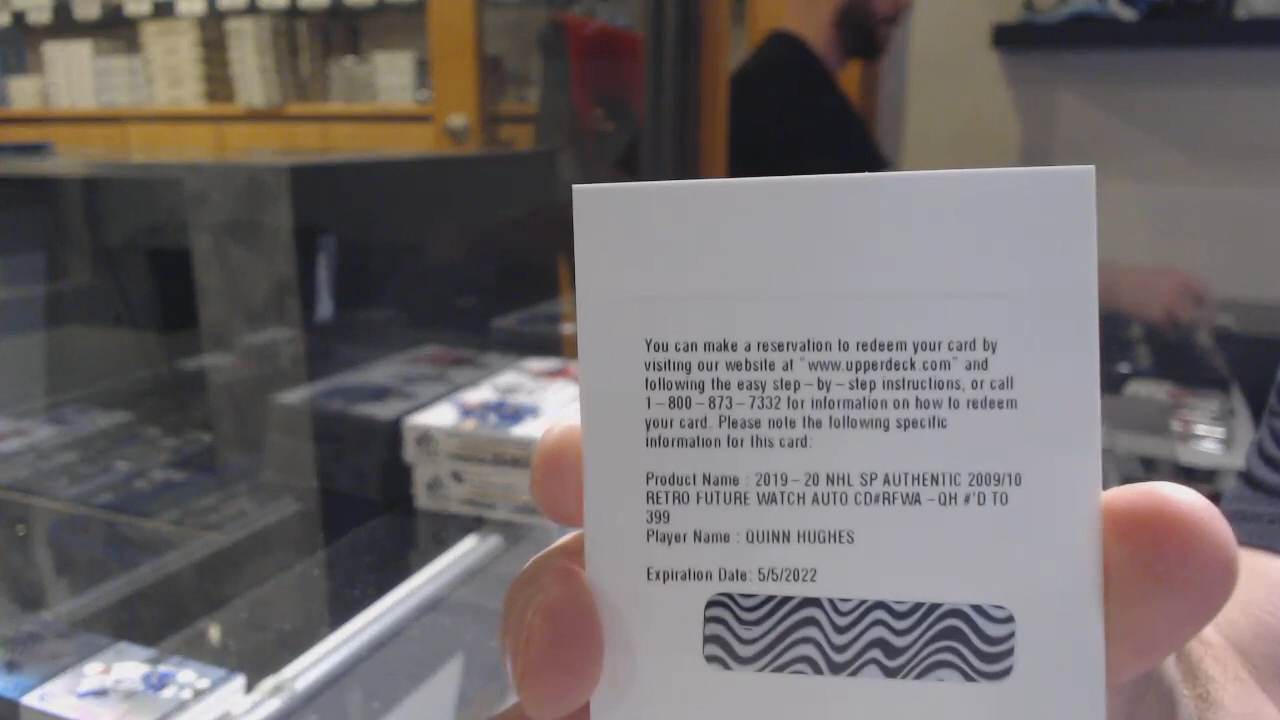 You can make a reservation to redeem your card by
visiting our website at "www.upperdeck.com" and
following the easy step-by-step instructions, or call
1-800-873-7332 for information on how to redeem
your card. Please note the following specific
information for this card:
Product Name : 2019-20 NHL SP AUTHENTIC 2009/10
RETRO FUTURE WATCH AUTO CD#RFWA-QH #'D TO
399
Player Name : QUINN HUGHES
Expiration Date: 5/5/2022